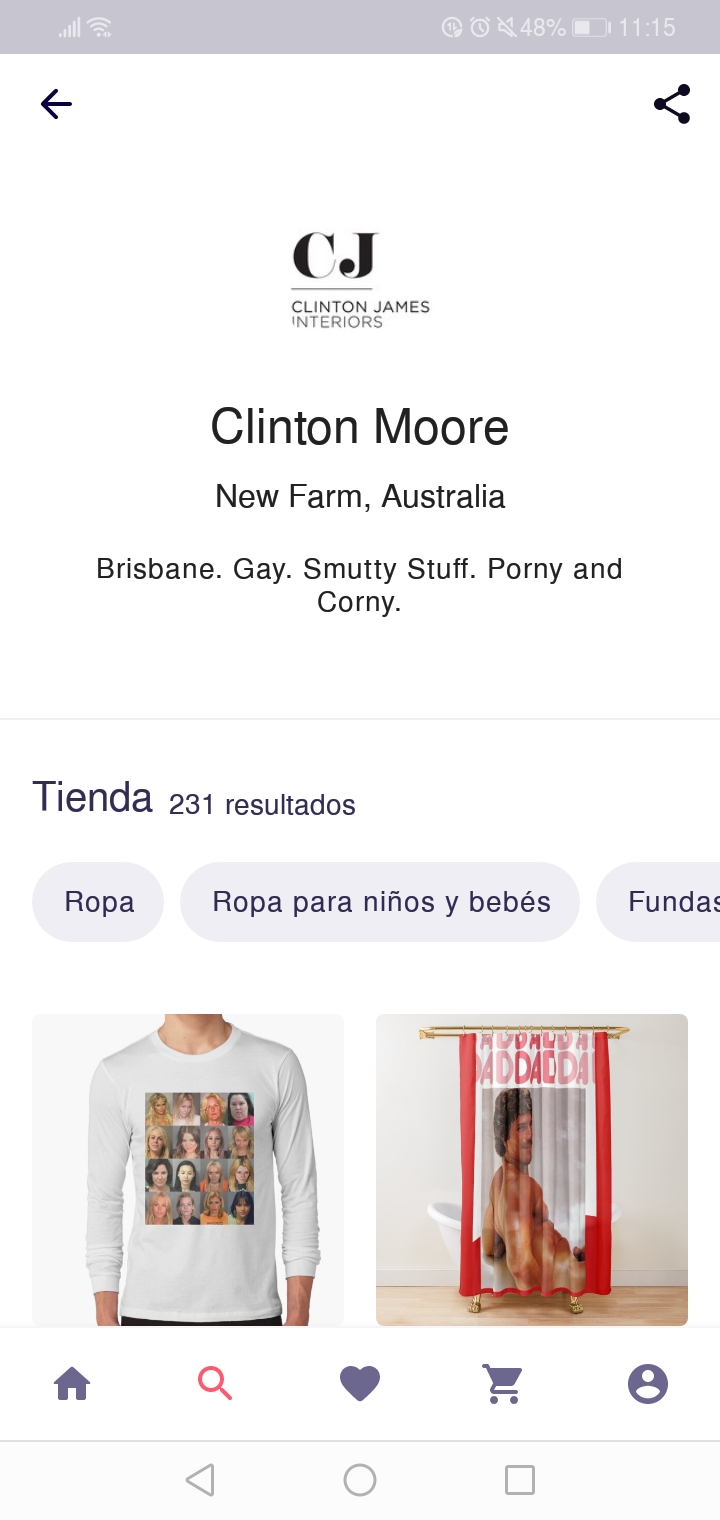 48% 11:15
CJ
CLINTON JAMES
INTERIORS
Clinton Moore
New Farm, Australia
Brisbane. Gay. Smutty Stuff. Porny and
Corny.
Tienda 231 resultados
Ropa Ropa para niños y bebés Fundas
DADDADDA